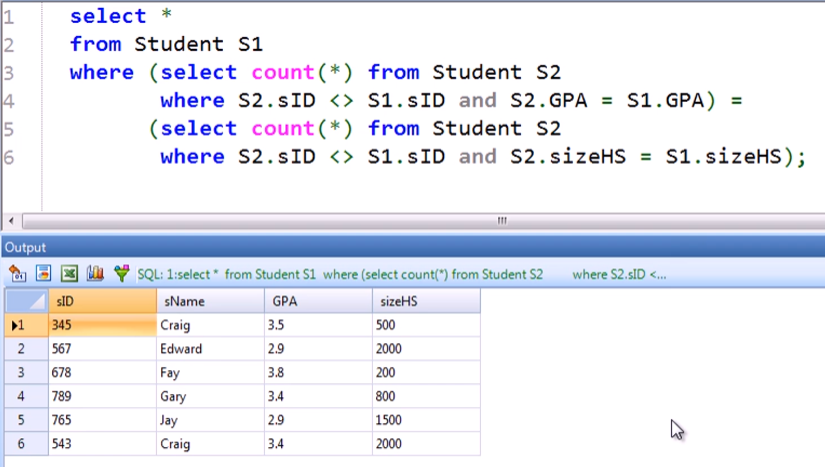 1 select *
2 from Student S1
3 where (select count(*) from Student S2
4 where S2.sID <> S1.sID and S2.GPA = S1.GPA) =
5 (select count(*) from Student S2
6 where S2.sID <> S1.sID and S2.sizeHS = S1.sizeHS);
Output
SQL: 1:select * from Student S1 where (select count(*) from Student S2 where S2.sID <...
sID sName GPA sizeHS
1 345 Craig 3.5 500
2 567 Edward 2.9 2000
3 678 Fay 3.8 200
4 789 Gary 3.4 800
5 765 Jay 2.9 1500
6 543 Craig 3.4 2000